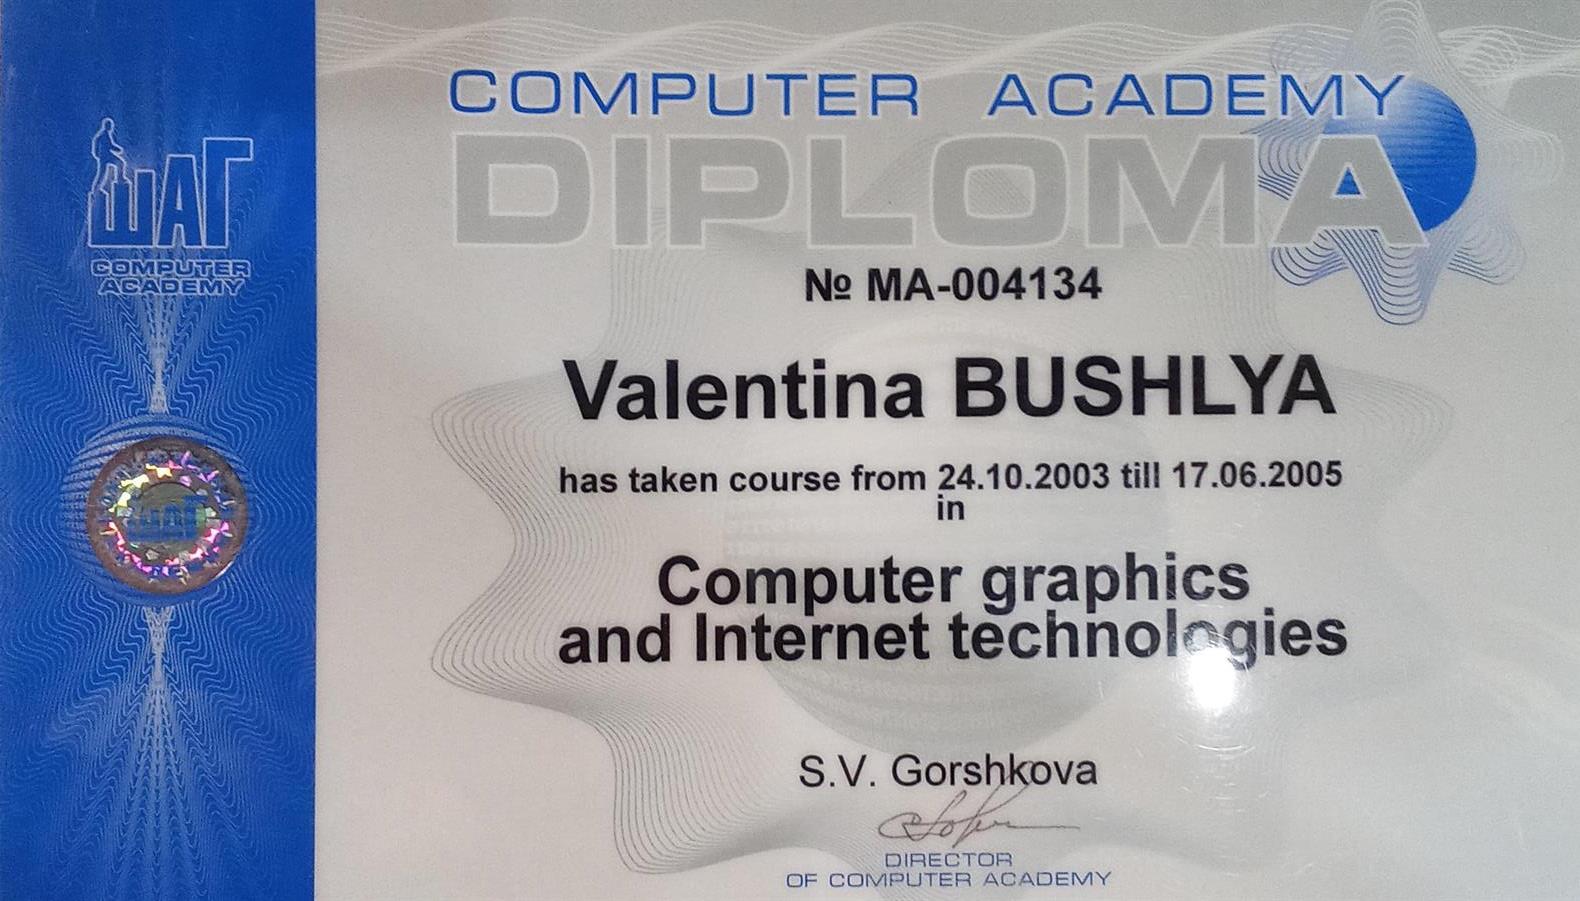 ШАГ
COMPUTER
ACADEMY
COMPUTER ACADEMY
DIPLOMA
№ MA-004134
Valentina BUSHLYA
has taken course from 24.10.2003 till 17.06.2005
in
Computer graphics
and Internet technologies
S.V. Gorshkova
DIRECTOR
OF COMPUTER ACADEMY